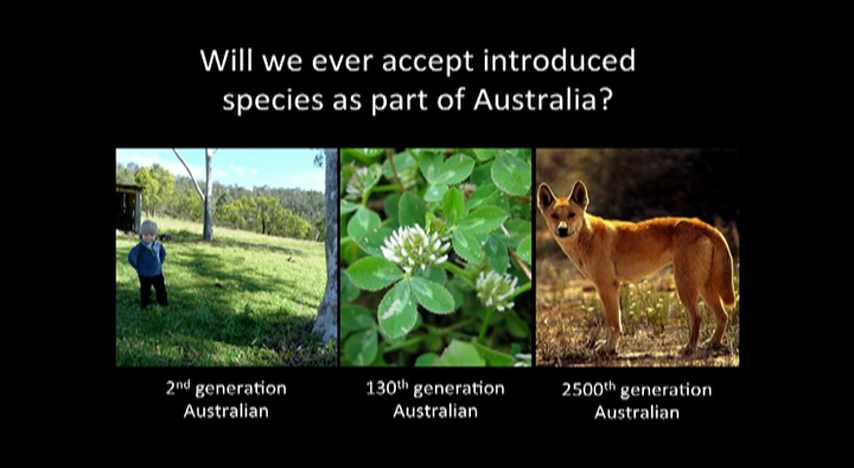 Will we ever accept introduced
species as part of Australia?
2nd generation
Australian
130th generation
Australian
2500th generation
Australian